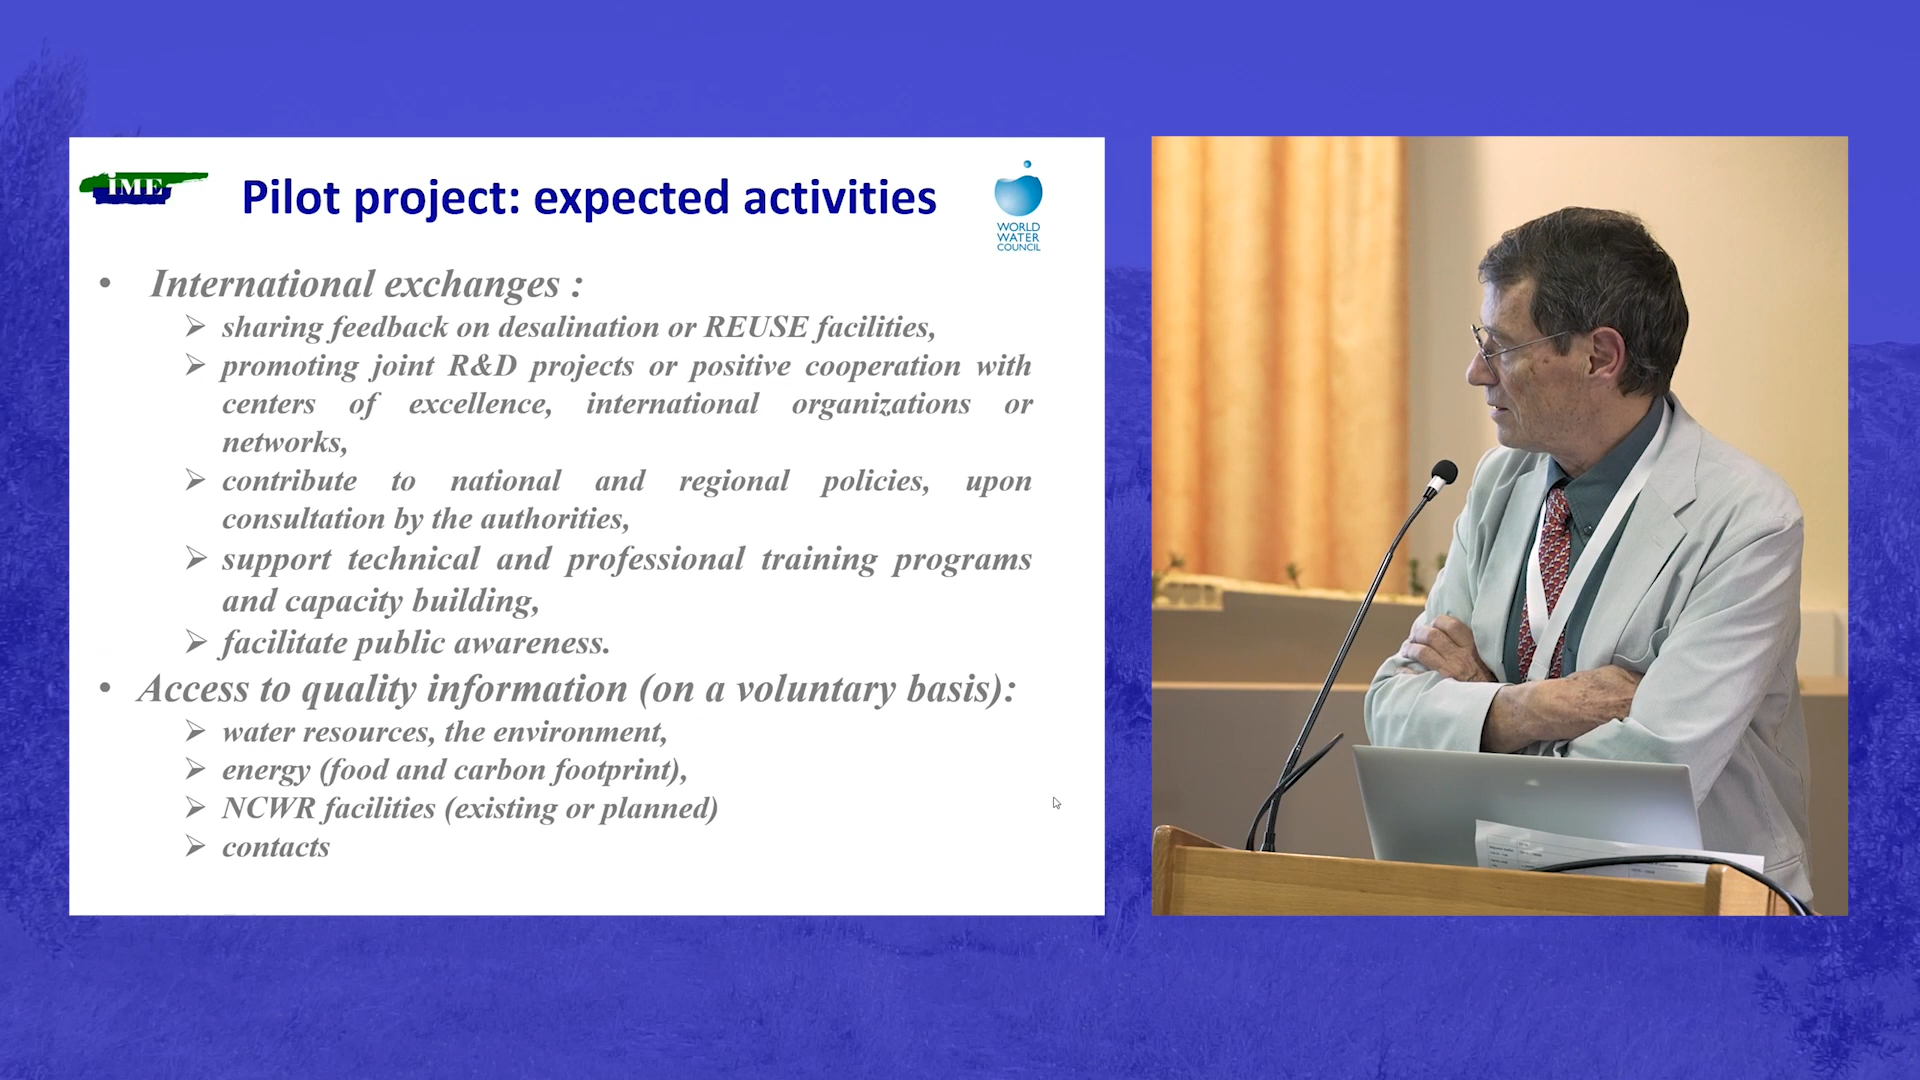 iME
Pilot project: expected activities
WORLD
WATER
COUNCIL
• International exchanges :
➢ sharing feedback on desalination or REUSE facilities,
➢ promoting joint R&D projects or positive cooperation with
centers of excellence, international organizations or
networks,
➢ contribute to national and regional policies, upon
consultation by the authorities,
➢ support technical and professional training programs
and capacity building,
➢ facilitate public awareness.
• Access to quality information (on a voluntary basis):
➢ water resources, the environment,
➢ energy (food and carbon footprint),
➢ NCWR facilities (existing or planned)
➢ contacts